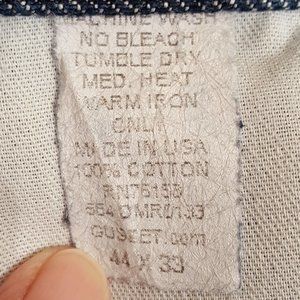 MACHINE WASH
NO BLEACH
TUMBLE DRY
MED. HEAT
WARM IRON
ONLY
MADE IN USA
100% COTTON
GUSSET.com
44 X 33